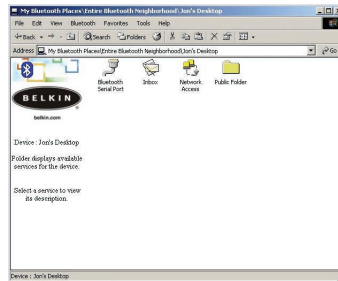 My Bluetooth Places\Entire Bluetooth Neighborhood\Jon's Desktop
File Edit View Bluetooth Favorites Tools Help
Back Search Folders
Address My Bluetooth Places\Entire Bluetooth Neighborhood\Jon's Desktop Go
BELKIN
belkin.com
Device : Jon's Desktop
Folder displays available
services for the device.
Select a service to view
its description.
Bluetooth
Serial Port
Inbox
Network
Access
Public Folder
Device : Jon's Desktop